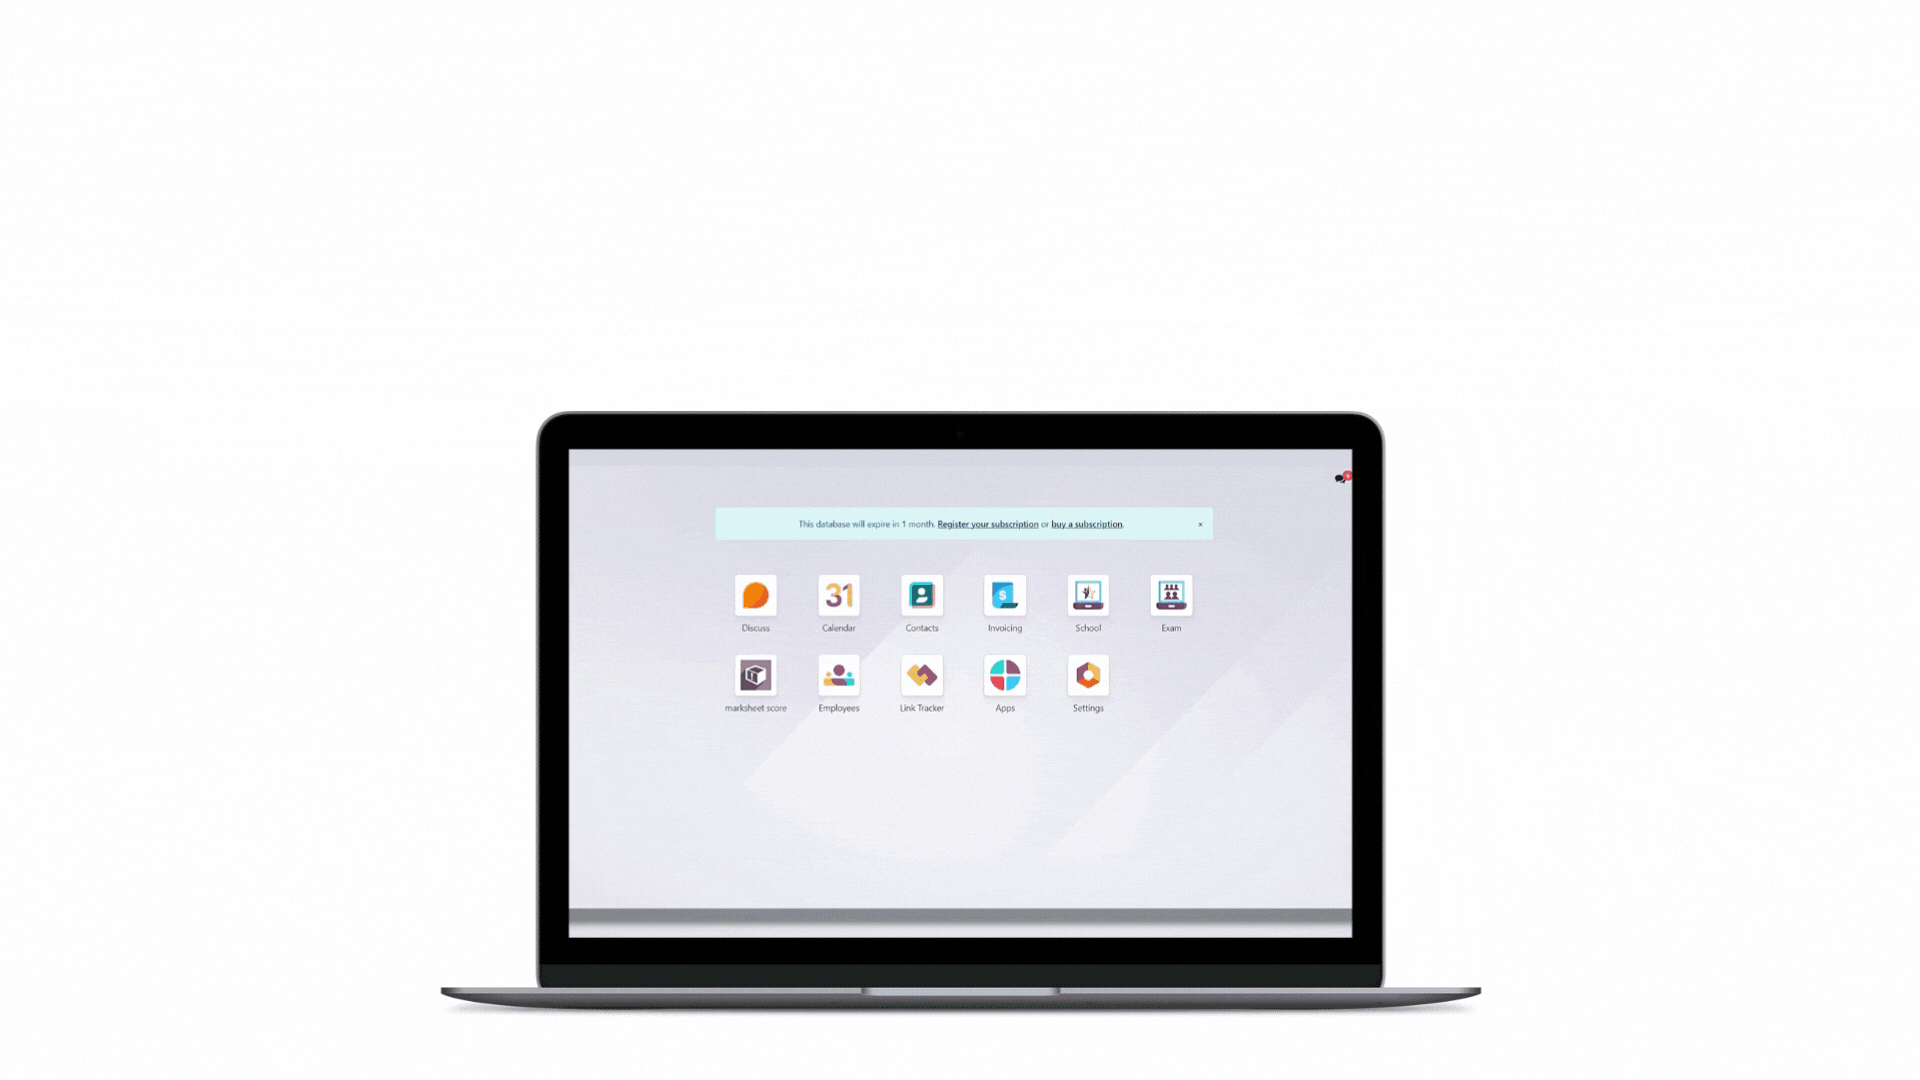 This database will expire in 1 month. Register your subscription or buy a subscription.
31
Discuss Calendar Contacts Invoicing School Exam
marksheet score Employees Link Tracker Apps Settings